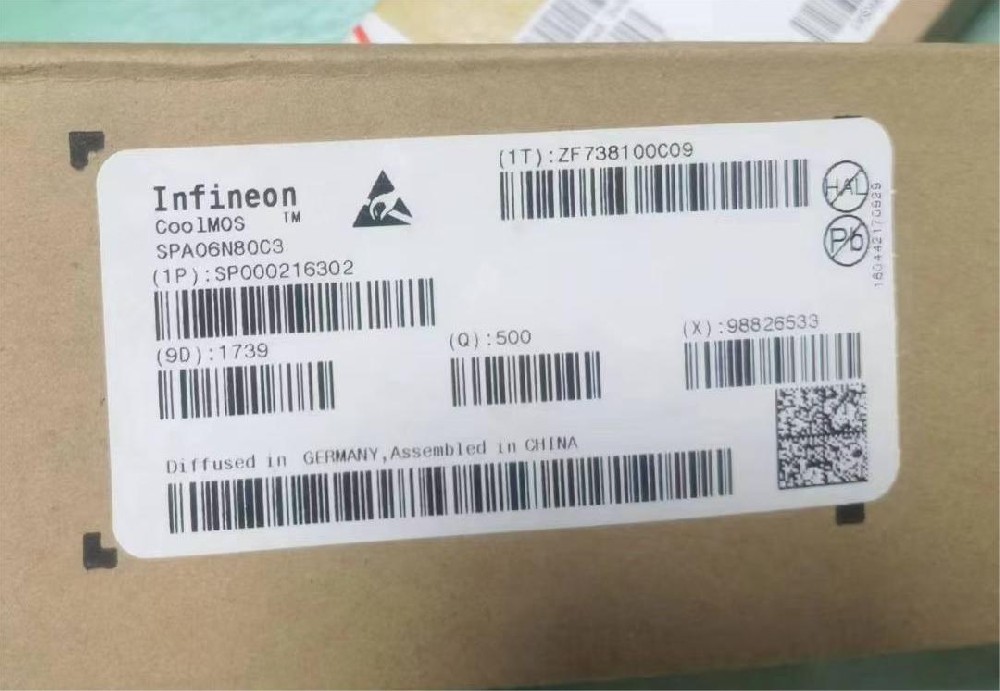 Infineon
CoolMOS TM
SPA06N80C3
(1P):SP000216302
(1T):ZF738100C09
HAL
Pb
160442170929
(9D):1739
(Q):500
(X):98826533
Diffused in GERMANY,Assembled in CHINA